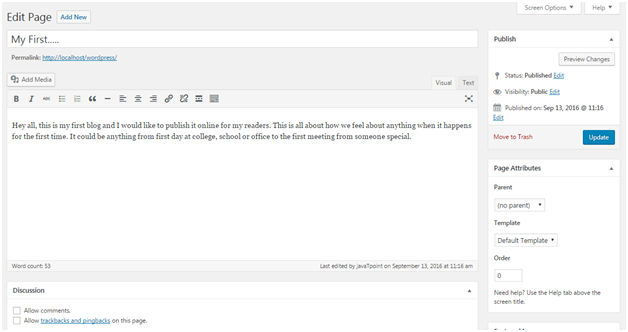 Screen Options ▼ Help ▼
Edit Page Add New
My First.....
Permalink: http://localhost/wordpress/
Add Media
Visual Text
B I ABC
Hey all, this is my first blog and I would like to publish it online for my readers. This is all about how we feel about anything when it happens
for the first time. It could be anything from first day at college, school or office to the first meeting from someone special.
Word count: 53 Last edited by javaTpoint on September 13, 2016 at 11:16 am
Discussion
Allow comments.
Allow trackbacks and pingbacks on this page.
Publish
Preview Changes
Status: Published Edit
Visibility: Public Edit
Published on: Sep 13, 2016 @ 11:16
Edit
Move to Trash Update
Page Attributes
Parent
(no parent)
Template
Default Template
Order
0
Need help? Use the Help tab above the
screen title.